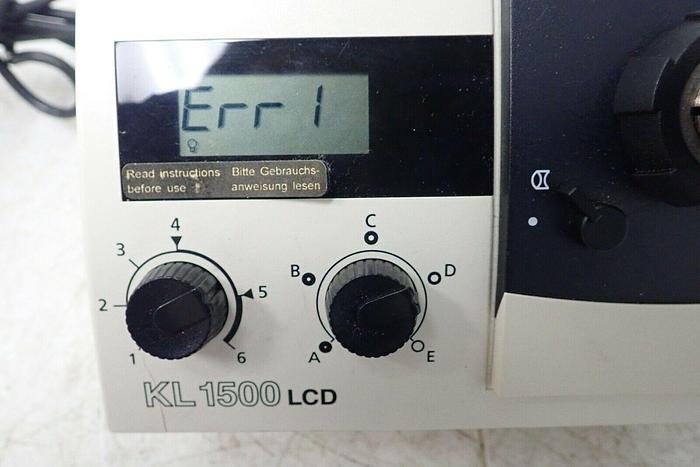 Err 1
Read instructions before use !
Bitte Gebrauchs-
anweisung lesen
1
2
3
4
5
6
A
B
C
D
E
KL 1500 LCD